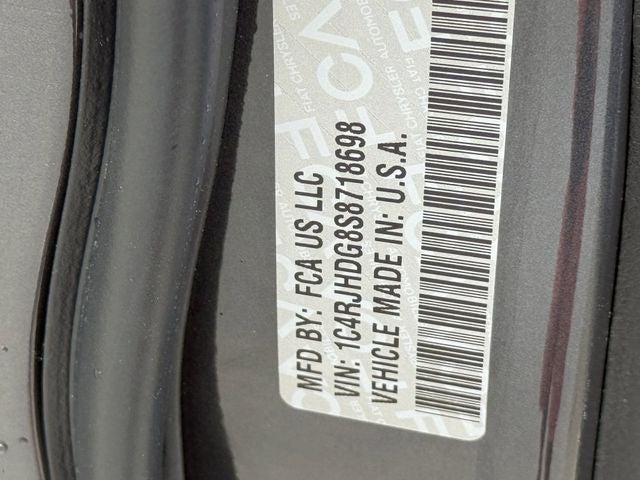 MFD BY: FCA US LLC
VIN: 1C4RJHDG8S8718698
VEHICLE MADE IN: U.S.A.